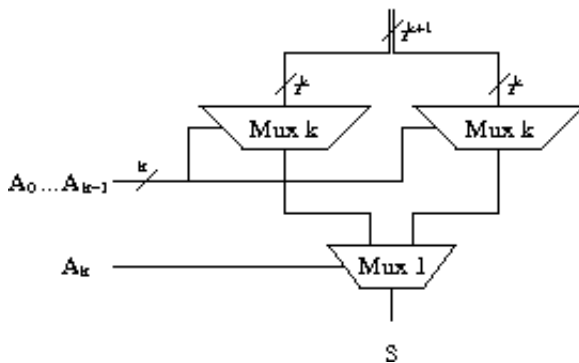 2^{k+1}
2^k 2^k
Mux k Mux k
k
A₀ ... Aₖ₋₁
Aₖ
Mux 1
S